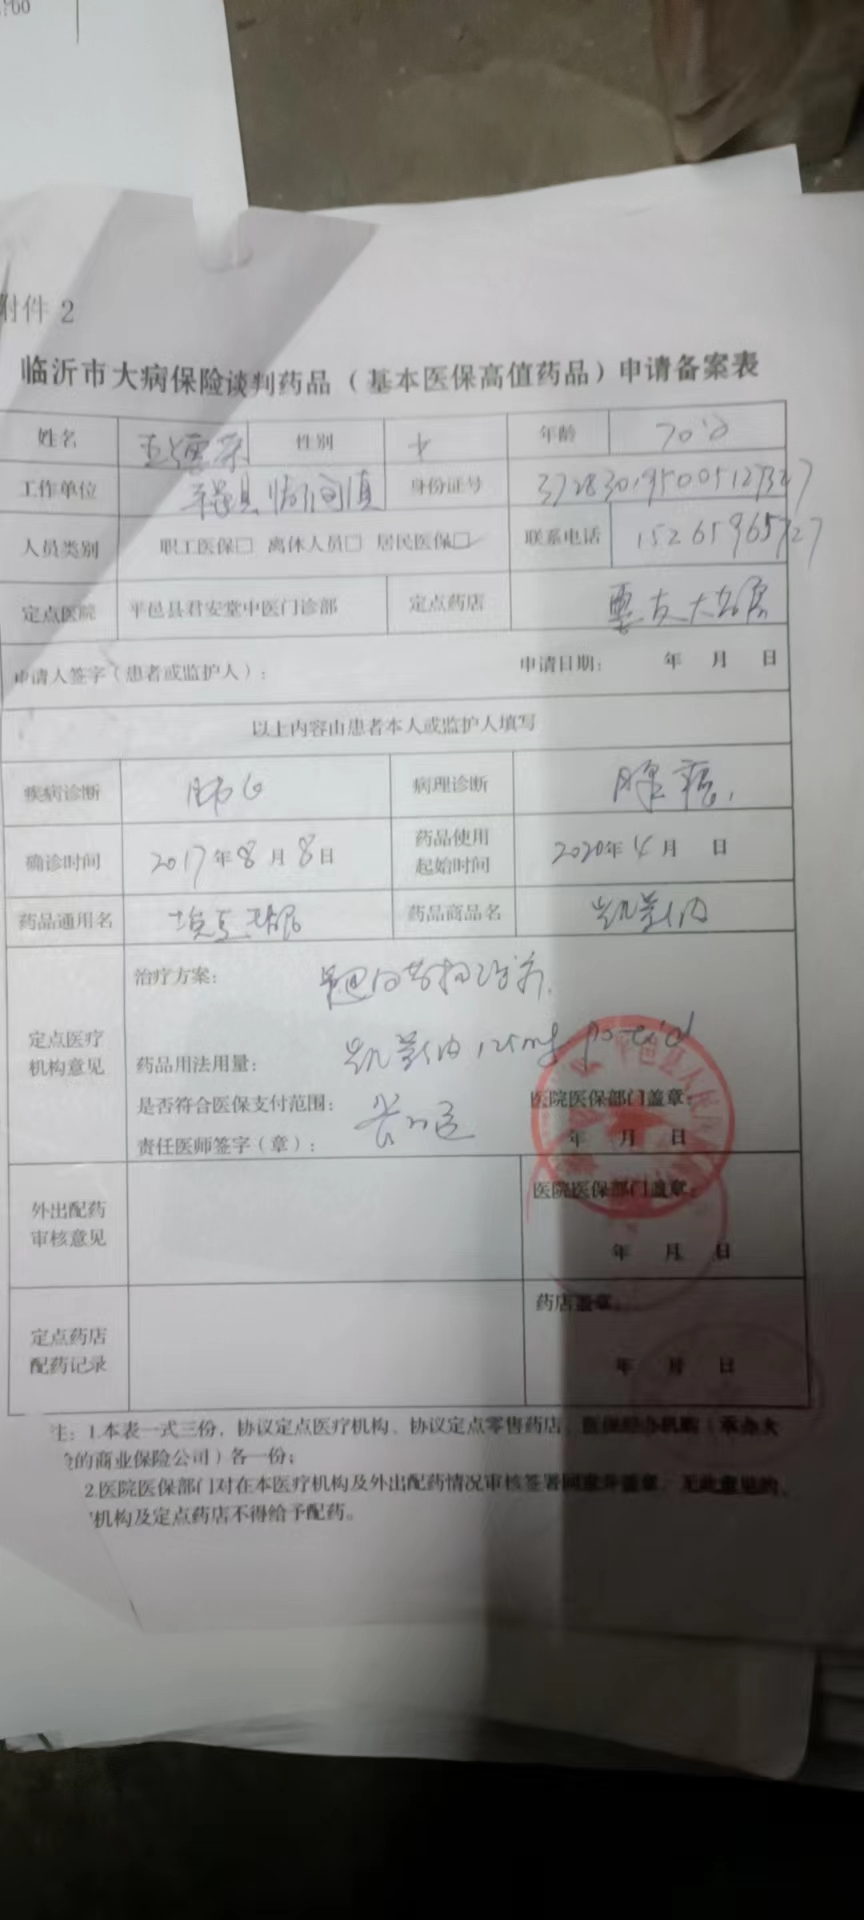 :00
附件 2
临沂市大病保险谈判药品（基本医保高值药品）申请备案表
姓名 性别 年龄 70岁
工作单位 平邑县临涧镇 身份证号
人员类别 职工医保□ 离休人员□ 居民医保□ 联系电话 15265965727
定点医院 平邑县君安堂中医门诊部 定点药店 大药房
申请人签字（患者或监护人）： 申请日期： 年 月 日
以上内容由患者本人或监护人填写
疾病诊断 肺Ca 病理诊断 腺癌
确诊时间 2017年8月8日 药品使用起始时间 2020年4月 日
药品通用名 埃克替尼 药品商品名 凯美纳
定点医疗机构意见
治疗方案：
药品用法用量： 凯美纳 125mg po tid
是否符合医保支付范围： 医院医保部门盖章：
责任医师签字（章）： 年 月 日
外出配药审核意见 医院医保部门盖章：
年 月 日
定点药店配药记录 药店盖章：
年 月 日
注：1.本表一式三份，协议定点医疗机构、协议定点零售药店、医保经办机构（承办大
的商业保险公司）各一份；
2.医院医保部门对在本医疗机构及外出配药情况审核签署同意并盖章，无此意见的，
机构及定点药店不得给予配药。